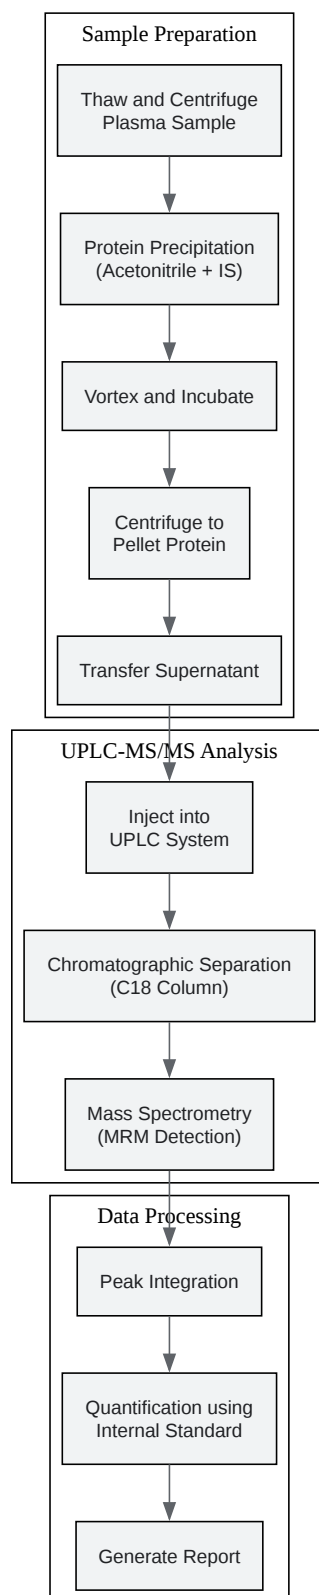 Sample Preparation
Thaw and Centrifuge
Plasma Sample
Protein Precipitation
(Acetonitrile + IS)
Vortex and Incubate
Centrifuge to
Pellet Protein
Transfer Supernatant
UPLC-MS/MS Analysis
Inject into
UPLC System
Chromatographic Separation
(C18 Column)
Mass Spectrometry
(MRM Detection)
Data Processing
Peak Integration
Quantification using
Internal Standard
Generate Report